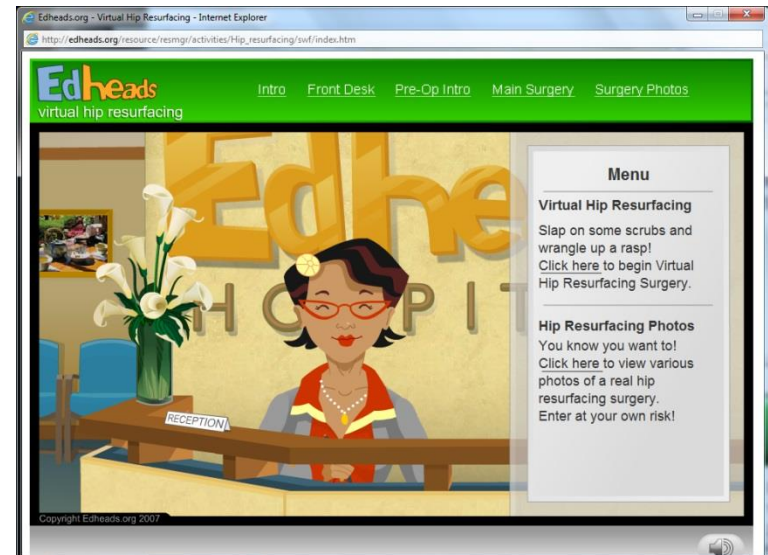 Edheads.org - Virtual Hip Resurfacing - Internet Explorer
http://edheads.org/resource/resmgr/activities/Hip_resurfacing/swf/index.htm
Edheads
virtual hip resurfacing
Intro Front Desk Pre-Op Intro Main Surgery Surgery Photos
Edhe
HOSPIT
RECEPTION
Menu
Virtual Hip Resurfacing
Slap on some scrubs and
wrangle up a rasp!
Click here to begin Virtual
Hip Resurfacing Surgery.
Hip Resurfacing Photos
You know you want to!
Click here to view various
photos of a real hip
resurfacing surgery.
Enter at your own risk!
Copyright Edheads.org 2007